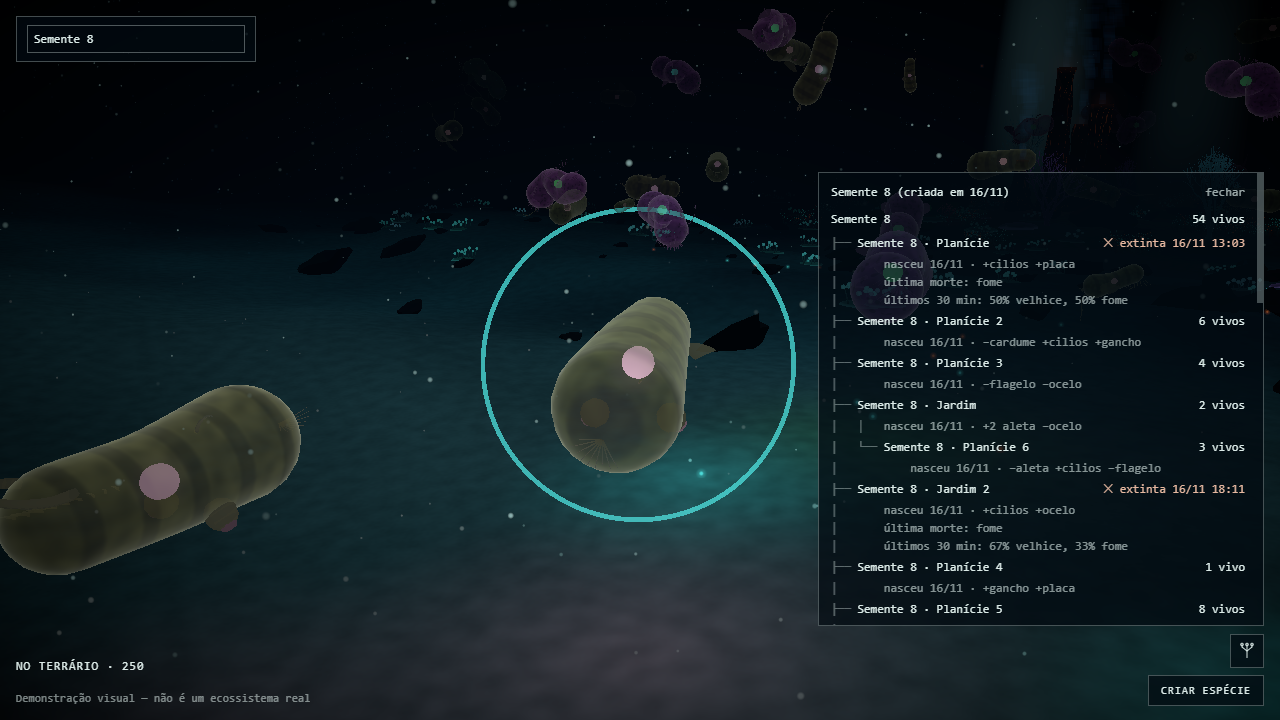 Semente 8
Semente 8 (criada em 16/11) fechar
Semente 8 54 vivos
Semente 8 · Planície ✕ extinta 16/11 13:03
nasceu 16/11 · +cilios +placa
última morte: fome
últimos 30 min: 50% velhice, 50% fome
Semente 8 · Planície 2 6 vivos
nasceu 16/11 · −cardume +cilios +gancho
Semente 8 · Planície 3 4 vivos
nasceu 16/11 · −flagelo −ocelo
Semente 8 · Jardim 2 vivos
nasceu 16/11 · +2 aleta −ocelo
Semente 8 · Planície 6 3 vivos
nasceu 16/11 · −aleta +cilios −flagelo
Semente 8 · Jardim 2 ✕ extinta 16/11 18:11
nasceu 16/11 · +cilios +ocelo
última morte: fome
últimos 30 min: 67% velhice, 33% fome
Semente 8 · Planície 4 1 vivo
nasceu 16/11 · +gancho +placa
Semente 8 · Planície 5 8 vivos
NO TERRÁRIO · 250
Demonstração visual — não é um ecossistema real
CRIAR ESPÉCIE